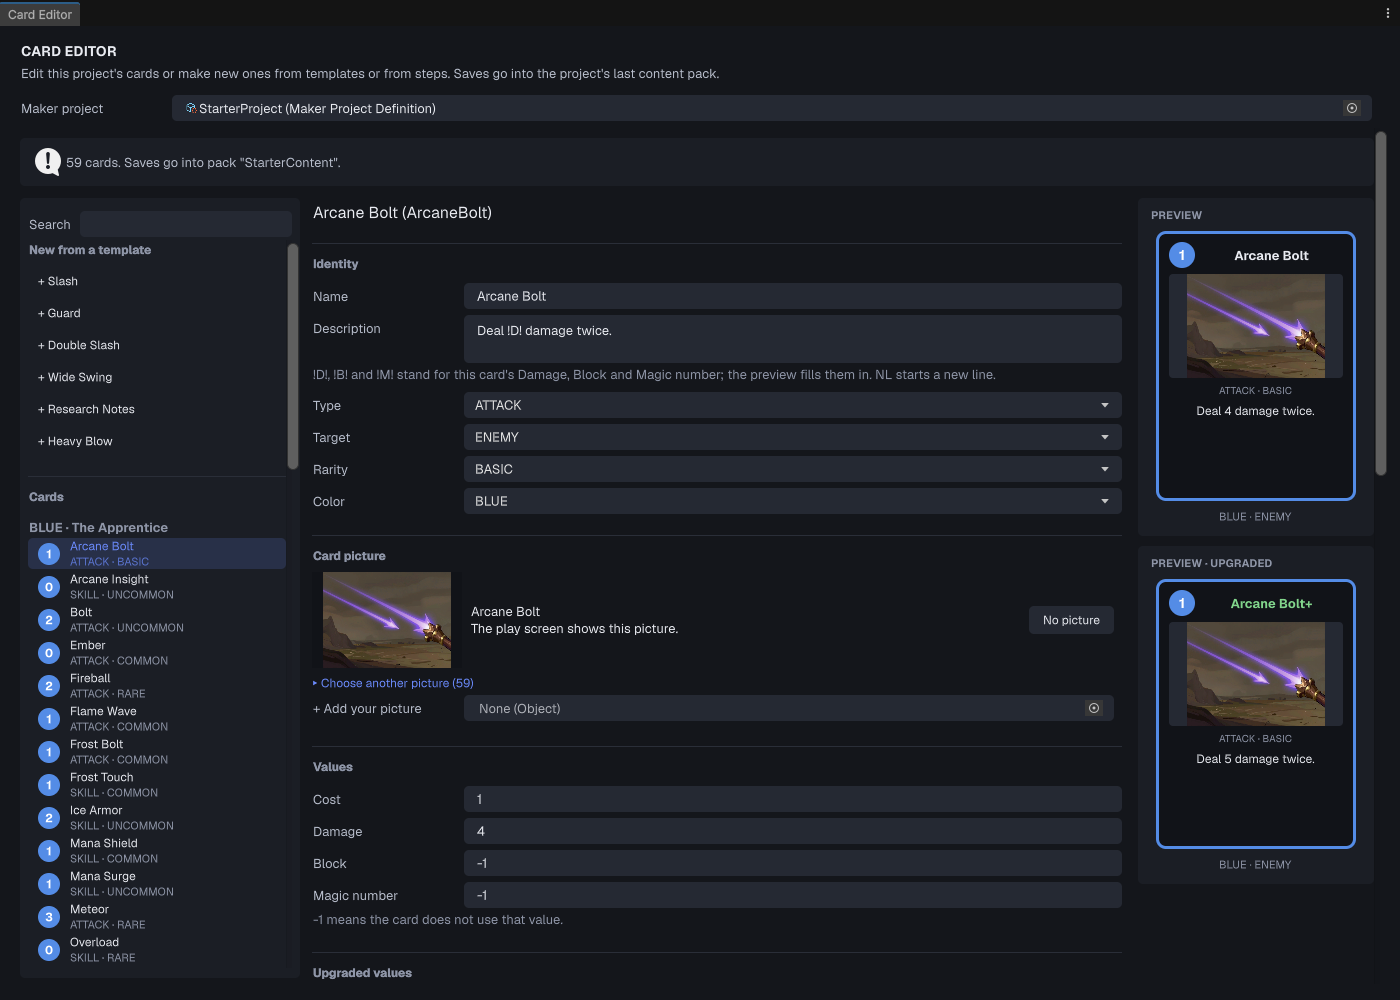 Card Editor
CARD EDITOR
Edit this project's cards or make new ones from templates or from steps. Saves go into the project's last content pack.
Maker project
StarterProject (Maker Project Definition)
59 cards. Saves go into pack "StarterContent".
Search
New from a template
+ Slash
+ Guard
+ Double Slash
+ Wide Swing
+ Research Notes
+ Heavy Blow
Cards
BLUE · The Apprentice
1
Arcane Bolt
ATTACK · BASIC
0
Arcane Insight
SKILL · UNCOMMON
2
Bolt
ATTACK · UNCOMMON
0
Ember
ATTACK · COMMON
2
Fireball
ATTACK · RARE
1
Flame Wave
ATTACK · COMMON
1
Frost Bolt
ATTACK · COMMON
1
Frost Touch
SKILL · COMMON
2
Ice Armor
SKILL · UNCOMMON
1
Mana Shield
SKILL · COMMON
1
Mana Surge
SKILL · UNCOMMON
3
Meteor
ATTACK · RARE
0
Overload
SKILL · RARE
Arcane Bolt (ArcaneBolt)
Identity
Name
Arcane Bolt
Description
Deal !D! damage twice.
!D!, !B! and !M! stand for this card's Damage, Block and Magic number; the preview fills them in. NL starts a new line.
Type
ATTACK
Target
ENEMY
Rarity
BASIC
Color
BLUE
Card picture
Arcane Bolt
The play screen shows this picture.
No picture
Choose another picture (59)
+ Add your picture
None (Object)
Values
Cost
1
Damage
4
Block
-1
Magic number
-1
-1 means the card does not use that value.
Upgraded values
PREVIEW
1
Arcane Bolt
ATTACK · BASIC
Deal 4 damage twice.
BLUE · ENEMY
PREVIEW · UPGRADED
1
Arcane Bolt+
ATTACK · BASIC
Deal 5 damage twice.
BLUE · ENEMY